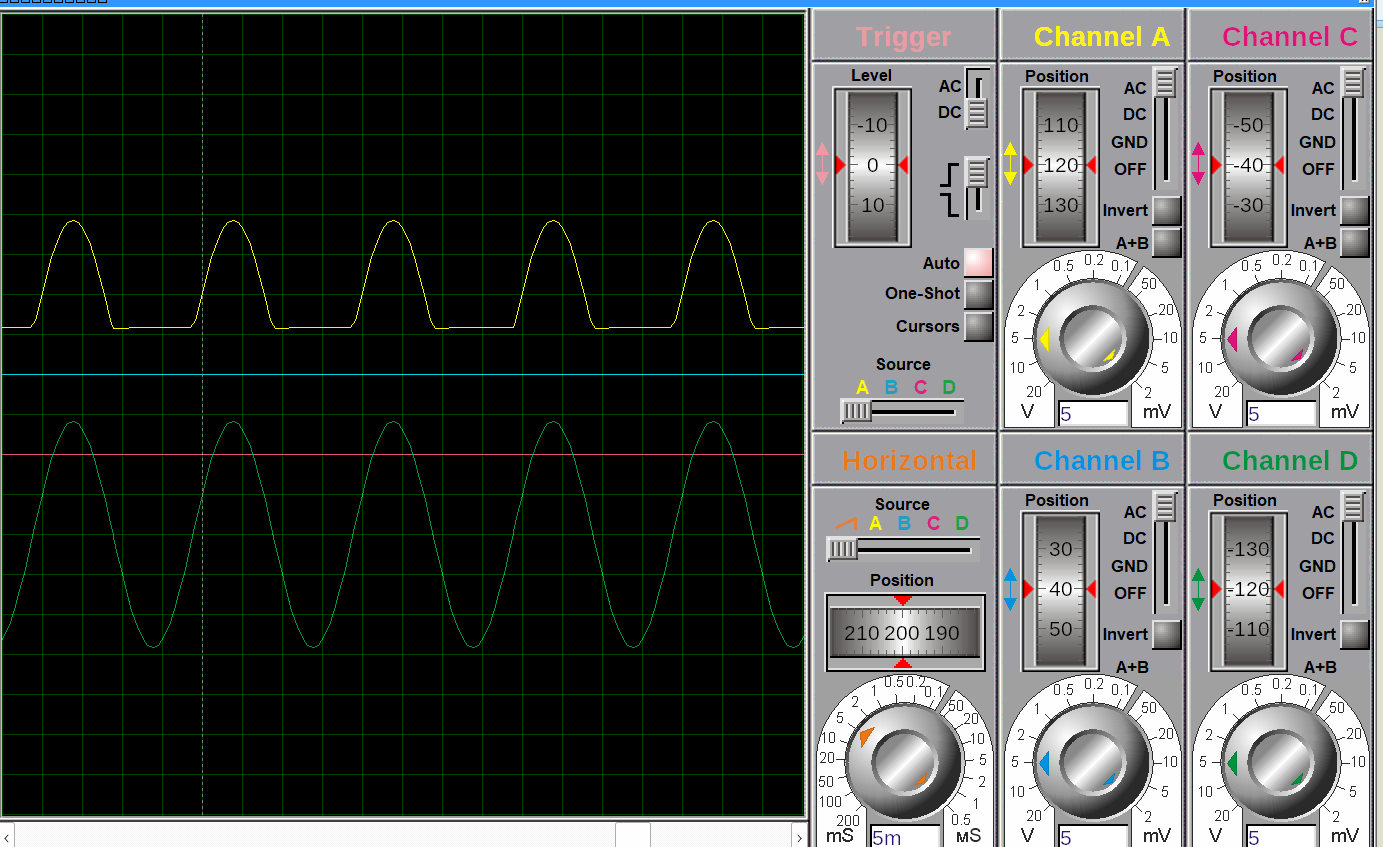 Trigger
Level
-10
0
10
AC
DC
Auto
One-Shot
Cursors
Source
A B C D
Channel A
Position
110
120
130
AC
DC
GND
OFF
Invert
A+B
0.5 0.2 0.1
1 50
2 20
5 10
10 5
20 2
V 5 mV
Channel C
Position
-50
-40
-30
AC
DC
GND
OFF
Invert
A+B
0.5 0.2 0.1
1 50
2 20
5 10
10 5
20 2
V 5 mV
Horizontal
Source
A B C D
Position
210 200 190
0.5 0.2
1 0.1
2 50
5 20
10 10
20 5
50 2
100 1
200 0.5
mS 5m мS
Channel B
Position
30
40
50
AC
DC
GND
OFF
Invert
A+B
0.5 0.2 0.1
1 50
2 20
5 10
10 5
20 2
V 5 mV
Channel D
Position
-130
-120
-110
AC
DC
GND
OFF
Invert
A+B
0.5 0.2 0.1
1 50
2 20
5 10
10 5
20 2
V 5 mV